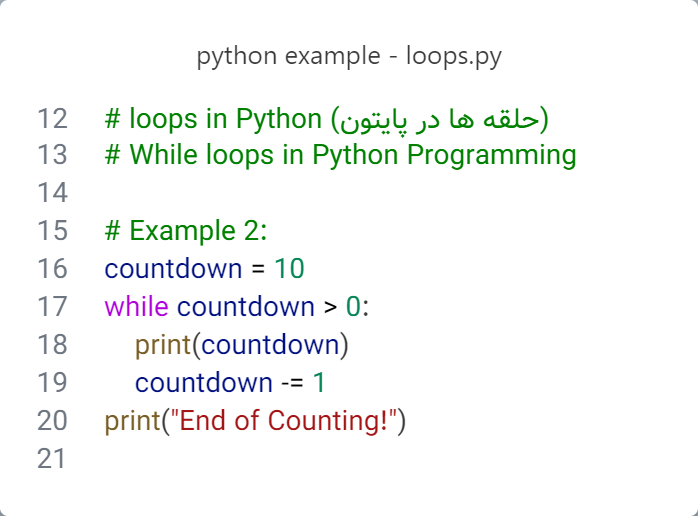 python example - loops.py
12 # loops in Python (حلقه ها در پایتون)
13 # While loops in Python Programming
14
15 # Example 2:
16 countdown = 10
17 while countdown > 0:
18     print(countdown)
19     countdown -= 1
20 print("End of Counting!")
21